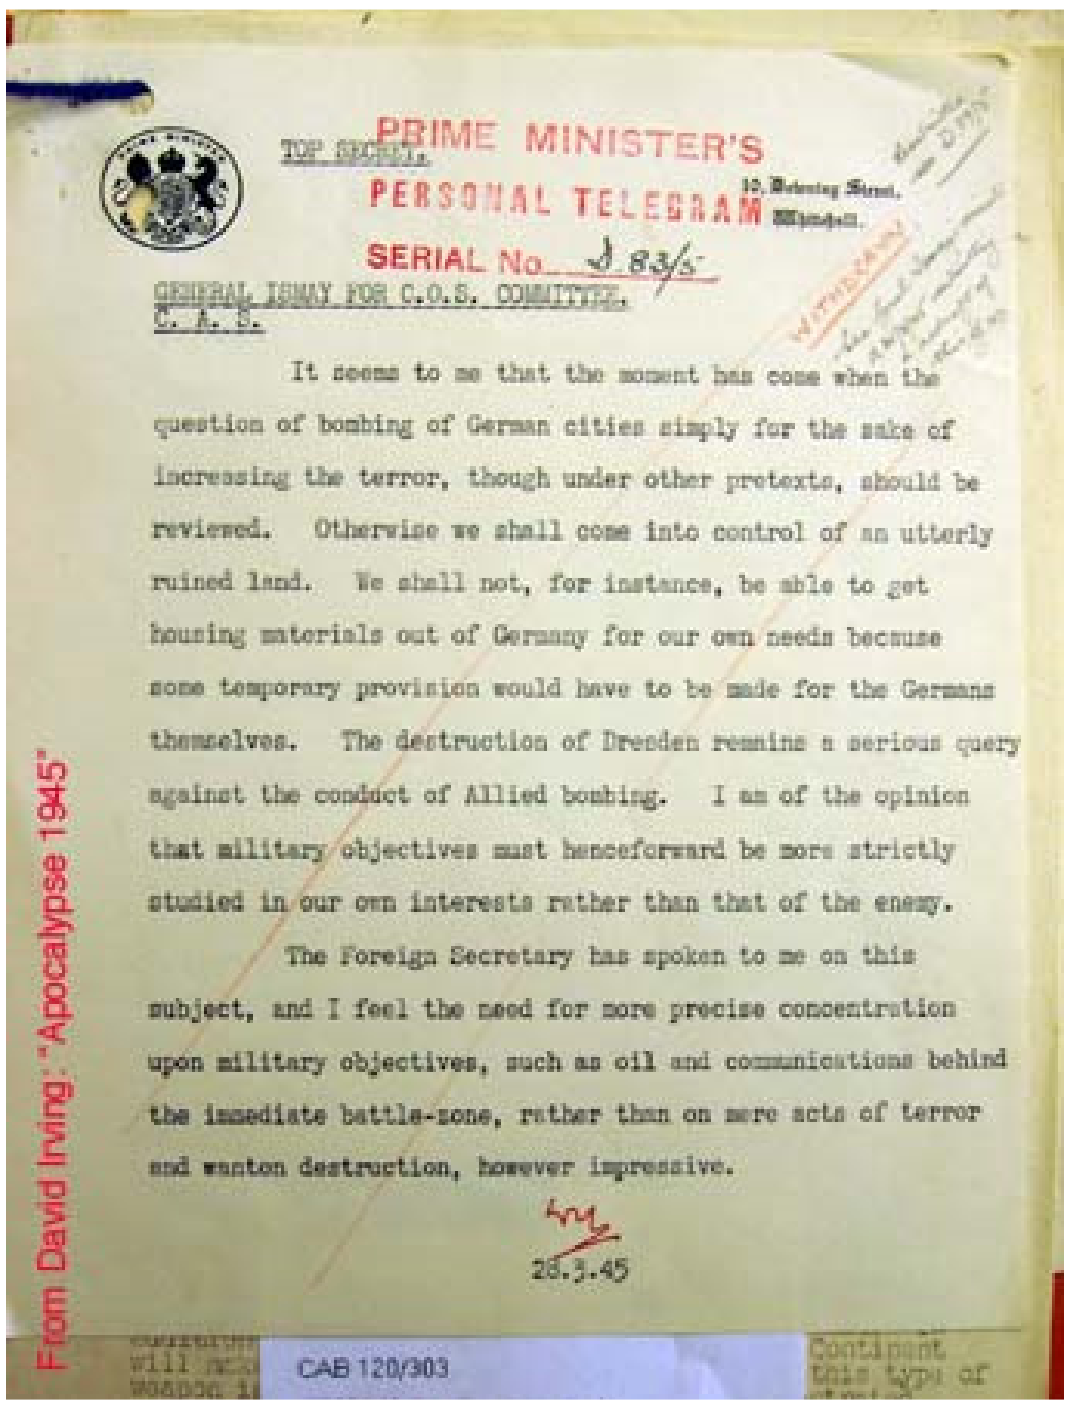 PRIME MINISTER
TOP SECRET.
PRIME MINISTER'S
PERSONAL TELEGRAM
SERIAL No D 83/5
10, Downing Street,
Whitehall.
WITHDRAWN
GENERAL ISMAY FOR C.O.S. COMMITTEE.
C. A. S.
It seems to me that the moment has come when the
question of bombing of German cities simply for the sake of
increasing the terror, though under other pretexts, should be
reviewed. Otherwise we shall come into control of an utterly
ruined land. We shall not, for instance, be able to get
housing materials out of Germany for our own needs because
some temporary provision would have to be made for the Germans
themselves. The destruction of Dresden remains a serious query
against the conduct of Allied bombing. I am of the opinion
that military objectives must henceforward be more strictly
studied in our own interests rather than that of the enemy.
The Foreign Secretary has spoken to me on this
subject, and I feel the need for more precise concentration
upon military objectives, such as oil and communications behind
the immediate battle-zone, rather than on mere acts of terror
and wanton destruction, however impressive.
28.3.45
From David Irving: "Apocalypse 1945"
CAB 120/303
will
weapon
Continent
this type of